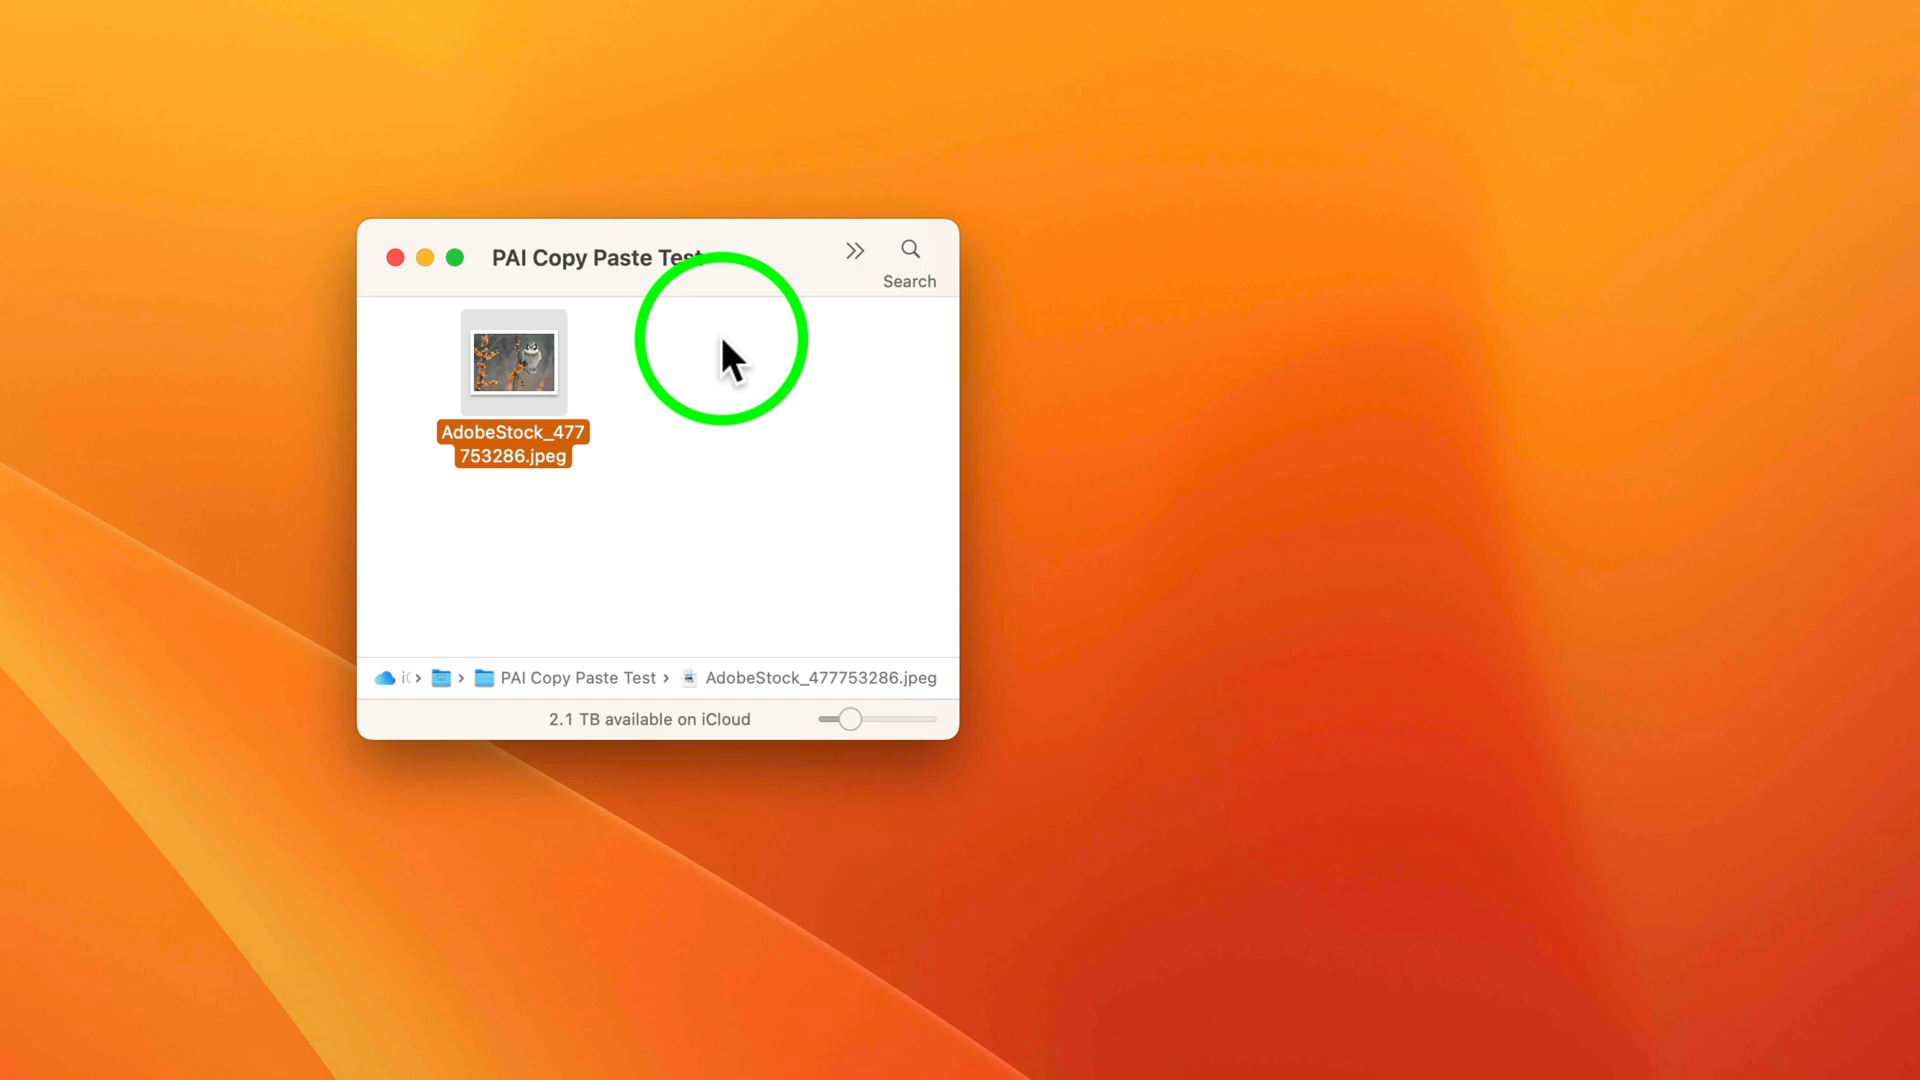 PAI Copy Paste Test
Search
AdobeStock_477
753286.jpeg
PAI Copy Paste Test AdobeStock_477753286.jpeg
2.1 TB available on iCloud